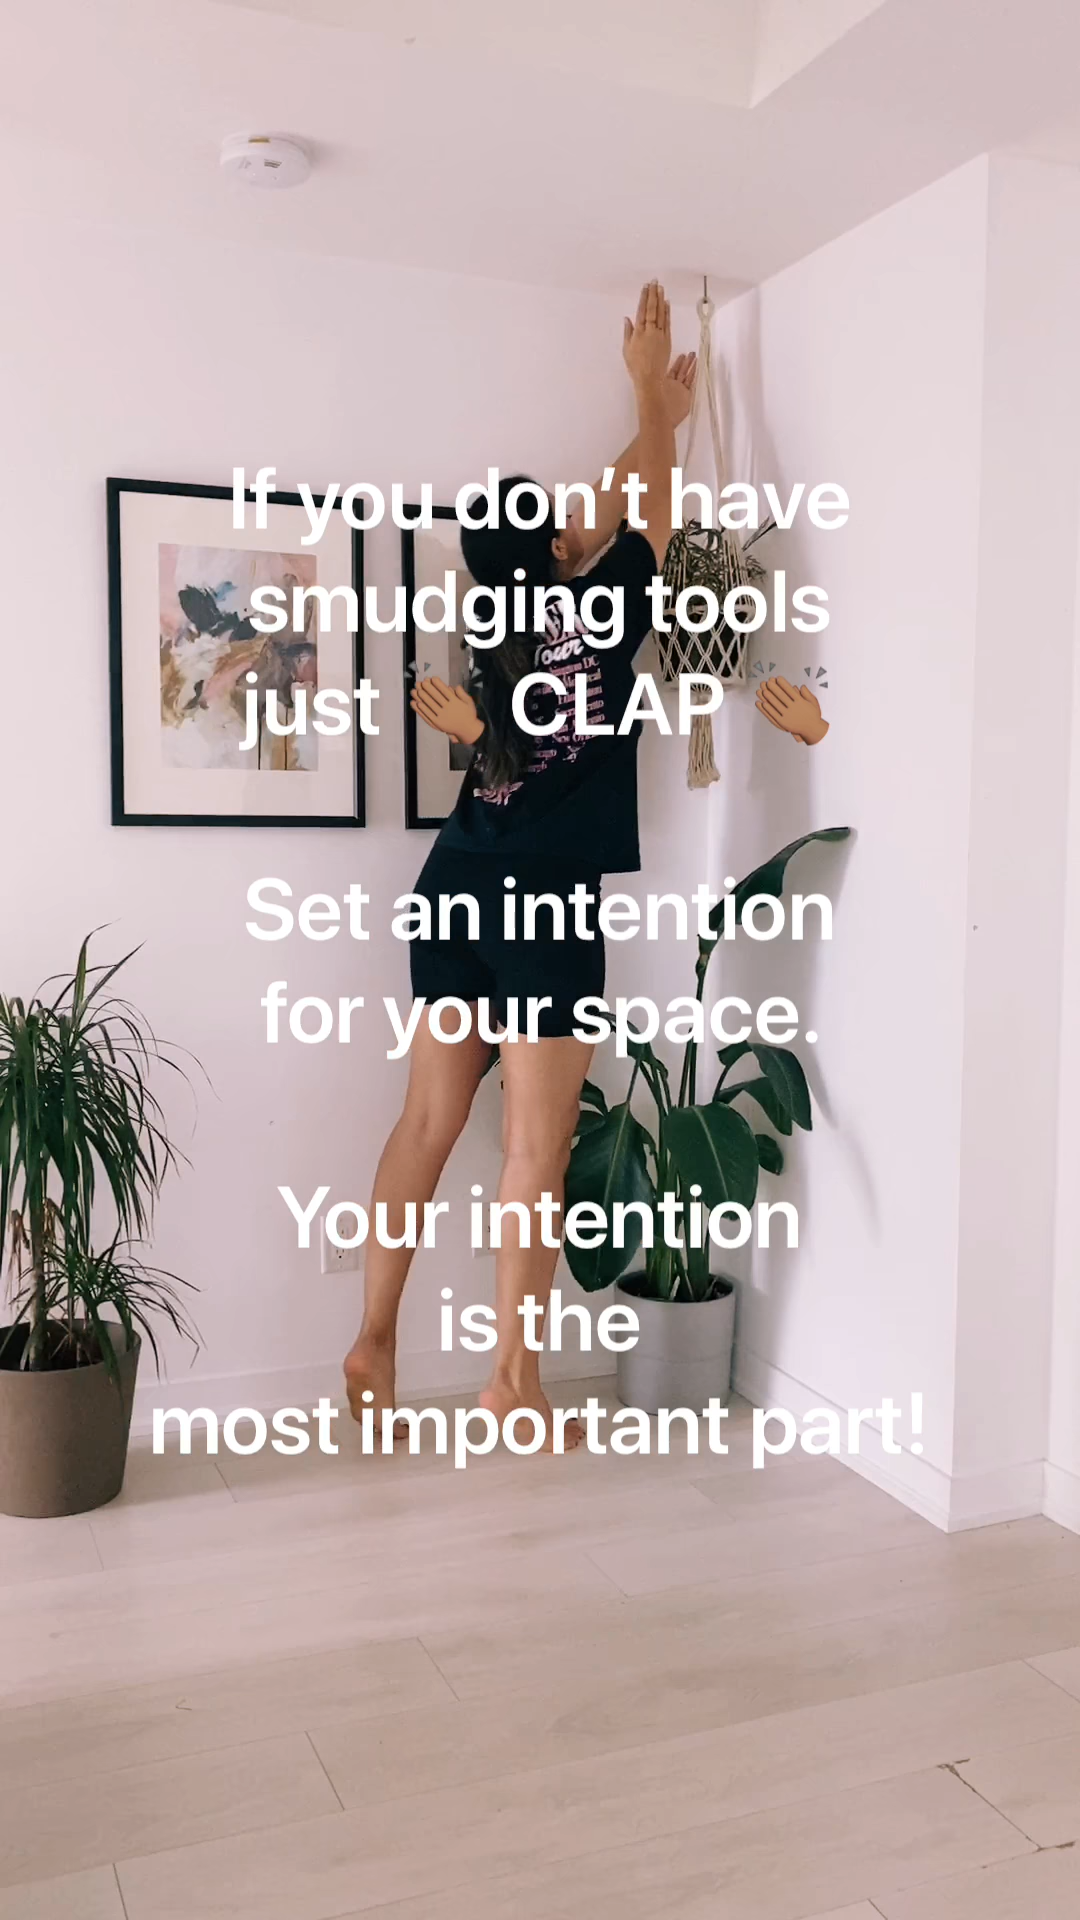 If you don’t have
smudging tools
just 👏🏽 CLAP 👏🏽
Set an intention
for your space.
Your intention
is the
most important part!
Tour